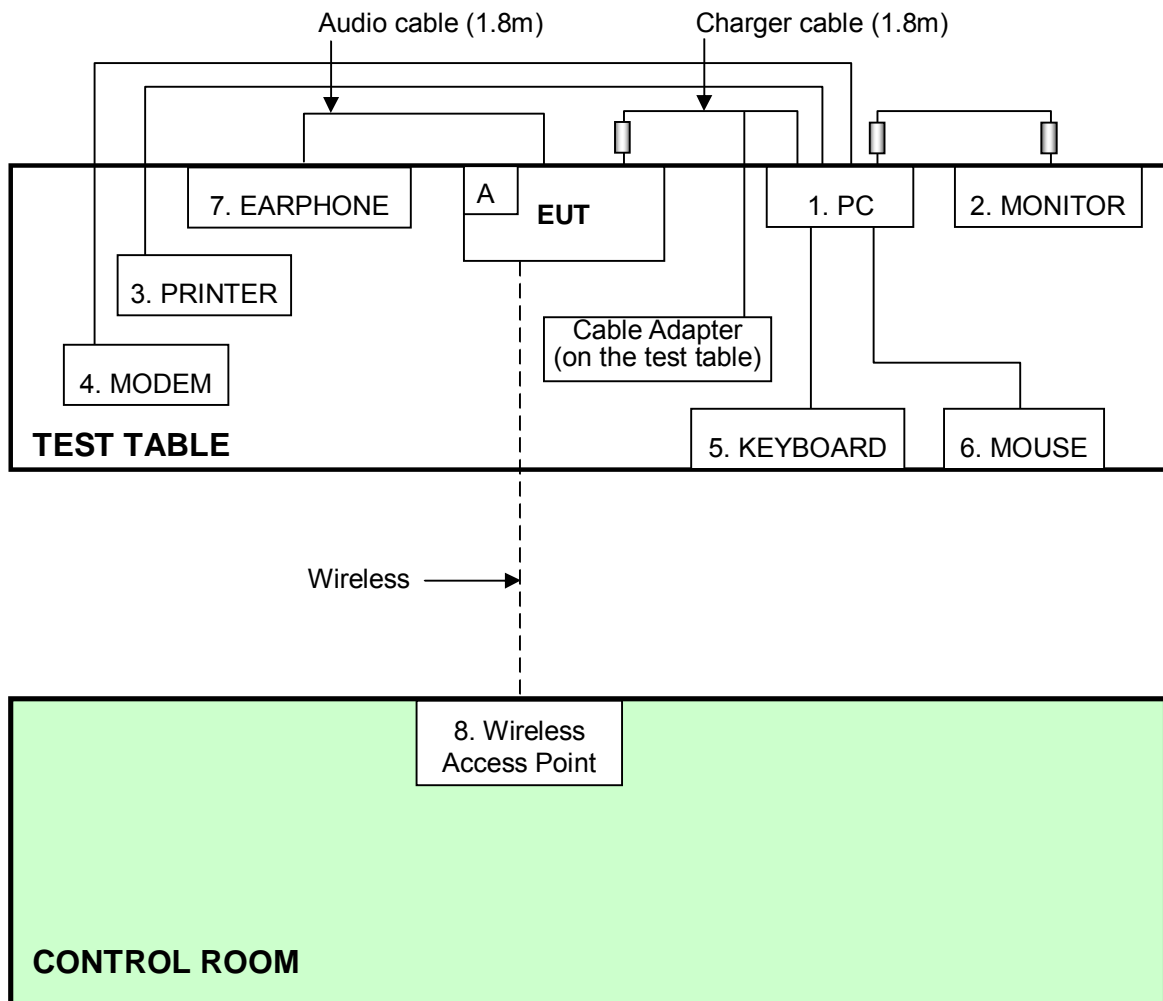 Audio cable (1.8m)
Charger cable (1.8m)
7. EARPHONE
A
EUT
1. PC
2. MONITOR
3. PRINTER
Cable Adapter
(on the test table)
4. MODEM
TEST TABLE
5. KEYBOARD
6. MOUSE
Wireless
8. Wireless
Access Point
CONTROL ROOM